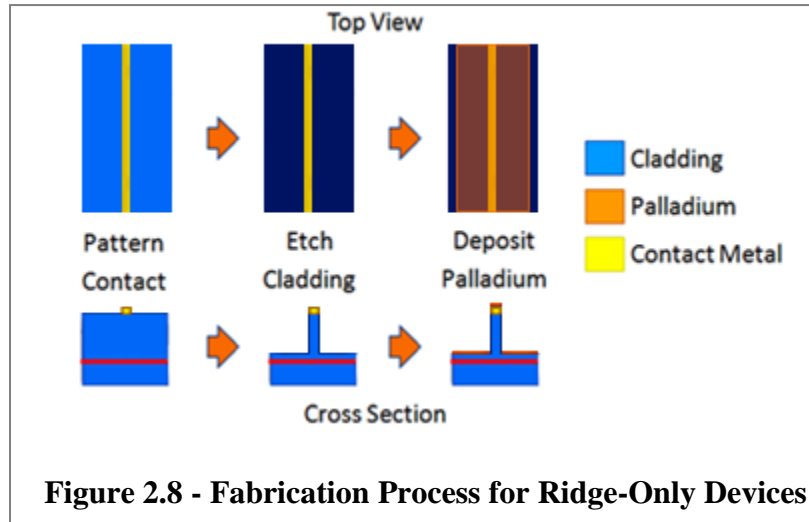 Top View
Cladding
Palladium
Contact Metal
Pattern
Contact
Etch
Cladding
Deposit
Palladium
Cross Section
Figure 2.8 - Fabrication Process for Ridge-Only Devices